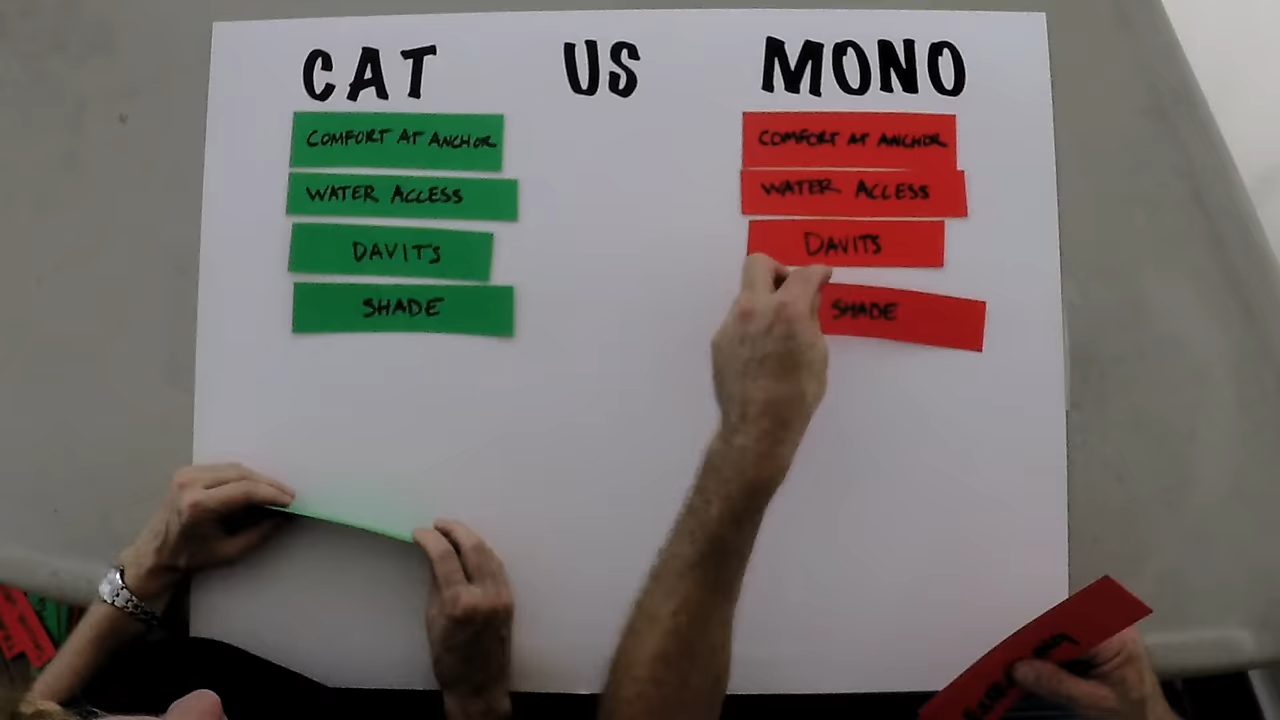 CAT US MONO
COMFORT AT ANCHOR
WATER ACCESS
DAVITS
SHADE
COMFORT AT ANCHOR
WATER ACCESS
DAVITS
SHADE